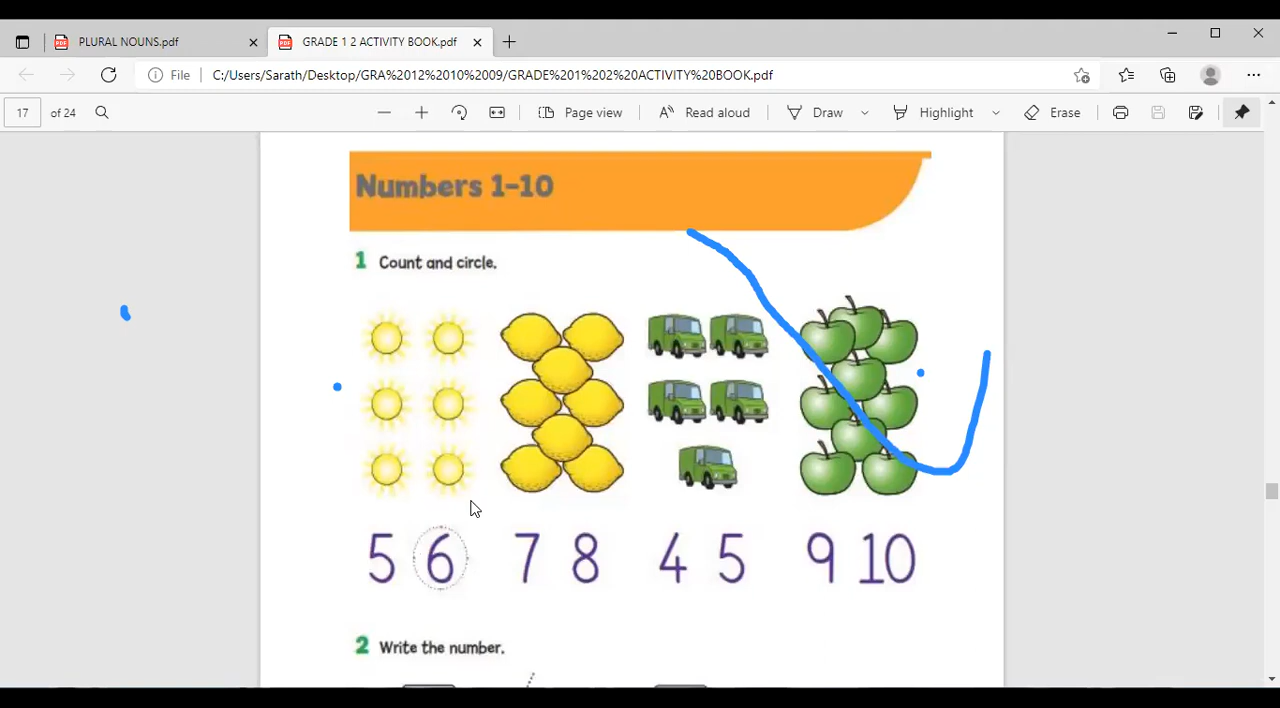 PLURAL NOUNS.pdf
GRADE 1 2 ACTIVITY BOOK.pdf
File C:/Users/Sarath/Desktop/GRA%2012%2010%2009/GRADE%201%202%20ACTIVITY%20BOOK.pdf
17 of 24 Page view Read aloud Draw Highlight Erase
Numbers 1-10
1 Count and circle.
5 6 7 8 4 5 9 10
2 Write the number.